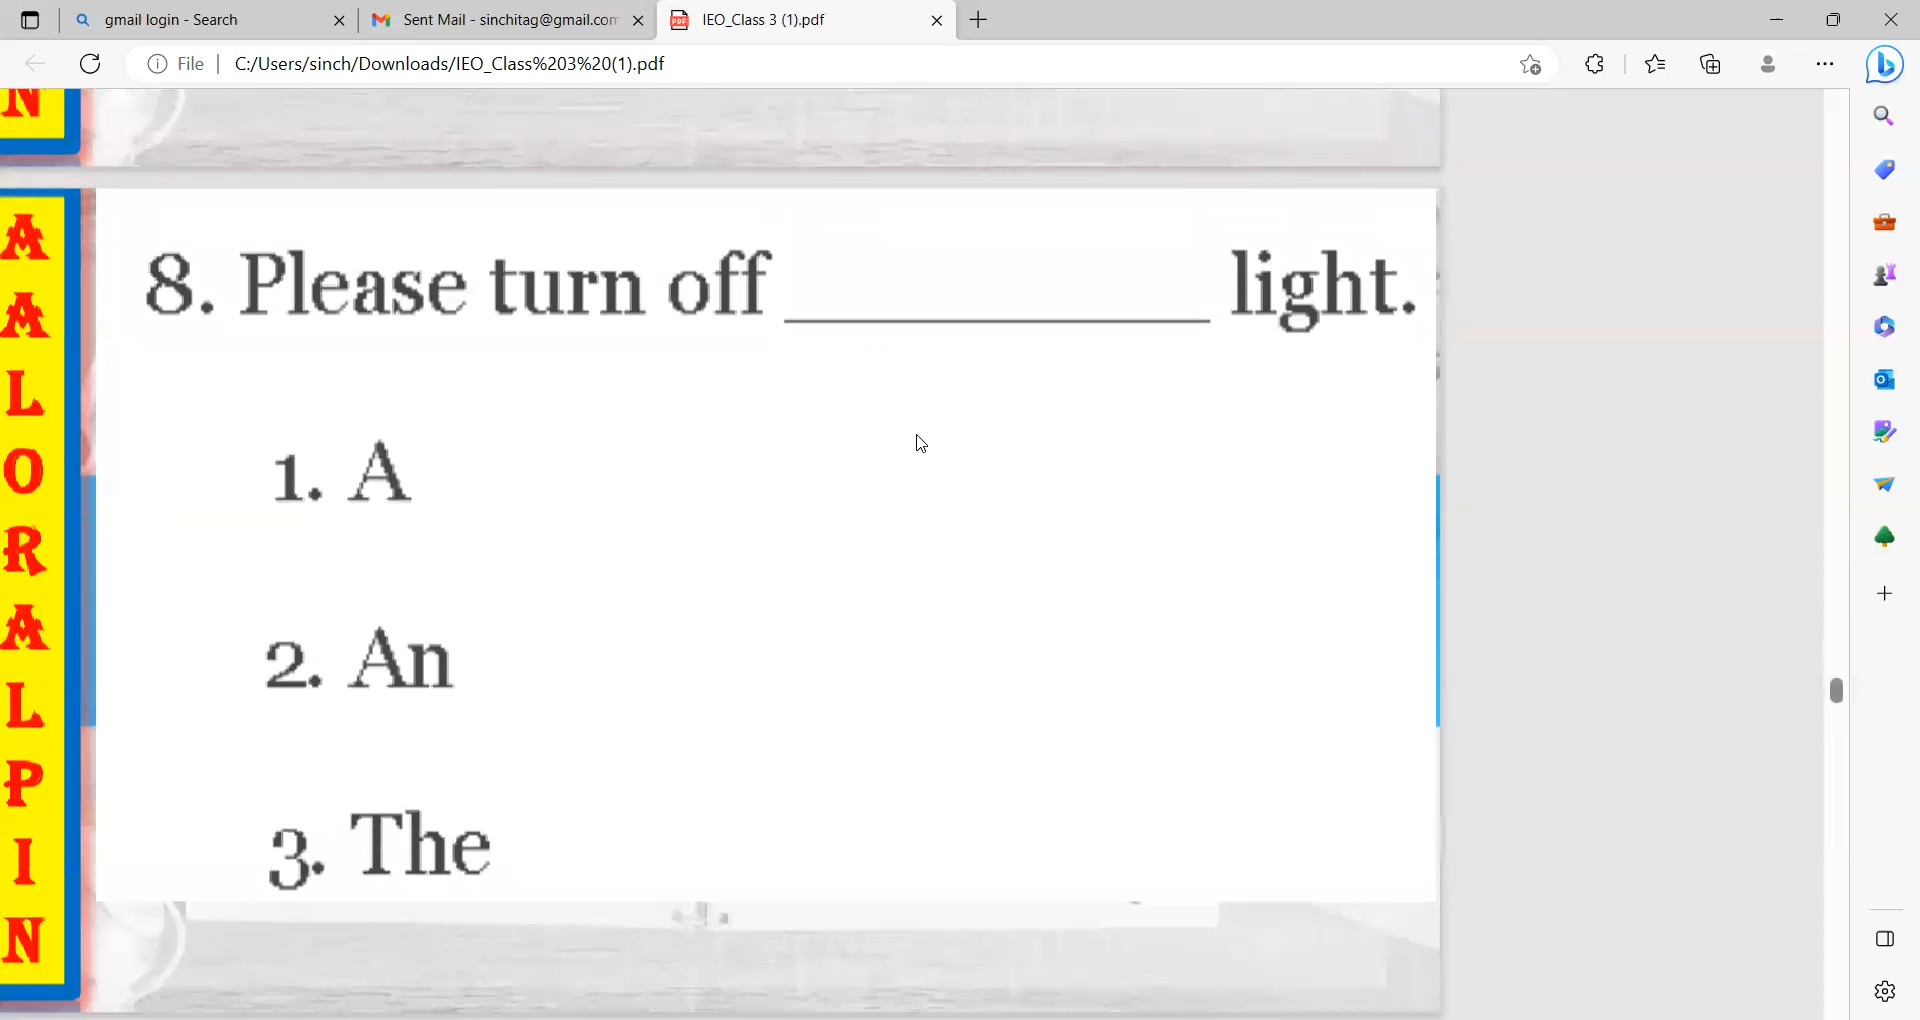 gmail login - Search
Sent Mail - sinchitag@gmail.com
IEO_Class 3 (1).pdf
File
C:/Users/sinch/Downloads/IEO_Class%203%20(1).pdf
N
A
A
L
O
R
A
L
P
I
N
8. Please turn off ____________ light.
1. A
2. An
3. The